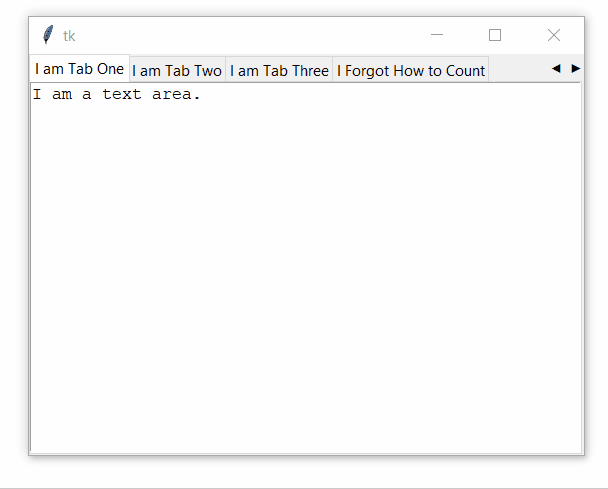 tk
I am Tab One I am Tab Two I am Tab Three I Forgot How to Count
I am a text area.